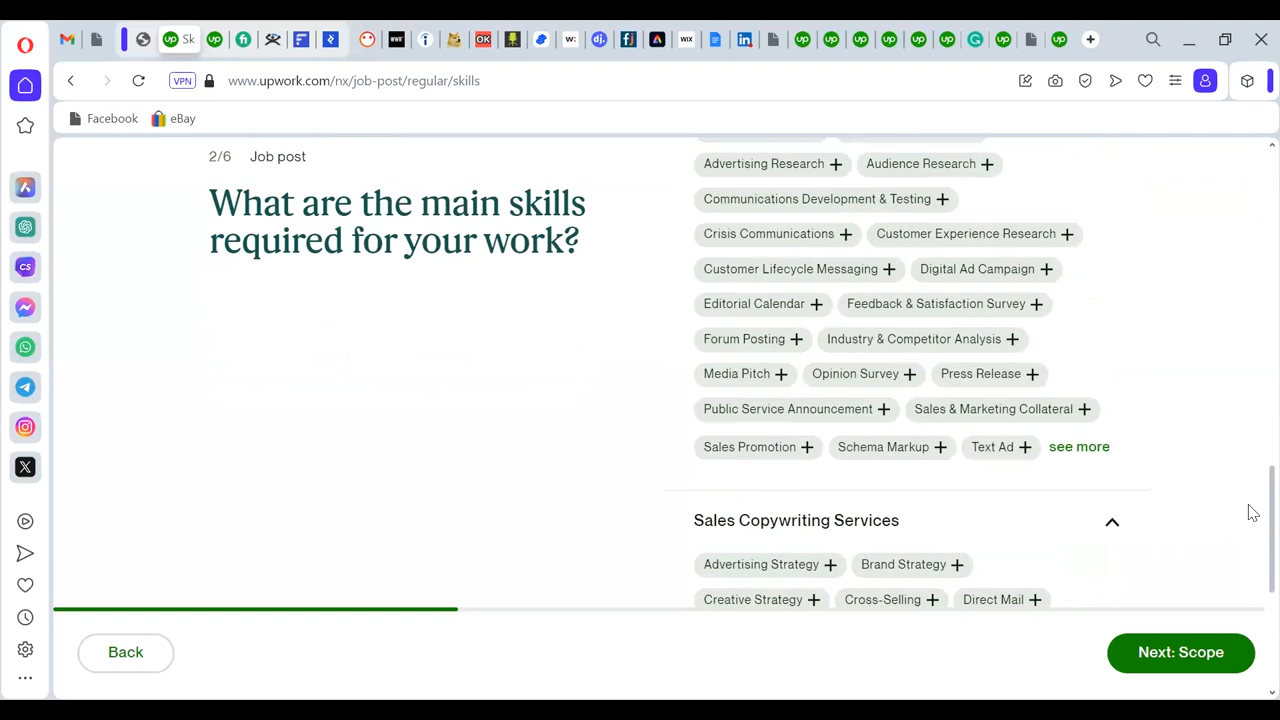 Sk
OK
w:
dj
WIX
VPN
www.upwork.com/nx/job-post/regular/skills
Facebook
eBay
2/6 Job post
What are the main skills
required for your work?
Advertising Research +
Audience Research +
Communications Development & Testing +
Crisis Communications +
Customer Experience Research +
Customer Lifecycle Messaging +
Digital Ad Campaign +
Editorial Calendar +
Feedback & Satisfaction Survey +
Forum Posting +
Industry & Competitor Analysis +
Media Pitch +
Opinion Survey +
Press Release +
Public Service Announcement +
Sales & Marketing Collateral +
Sales Promotion +
Schema Markup +
Text Ad +
see more
Sales Copywriting Services
Advertising Strategy +
Brand Strategy +
Creative Strategy +
Cross-Selling +
Direct Mail +
Back
Next: Scope